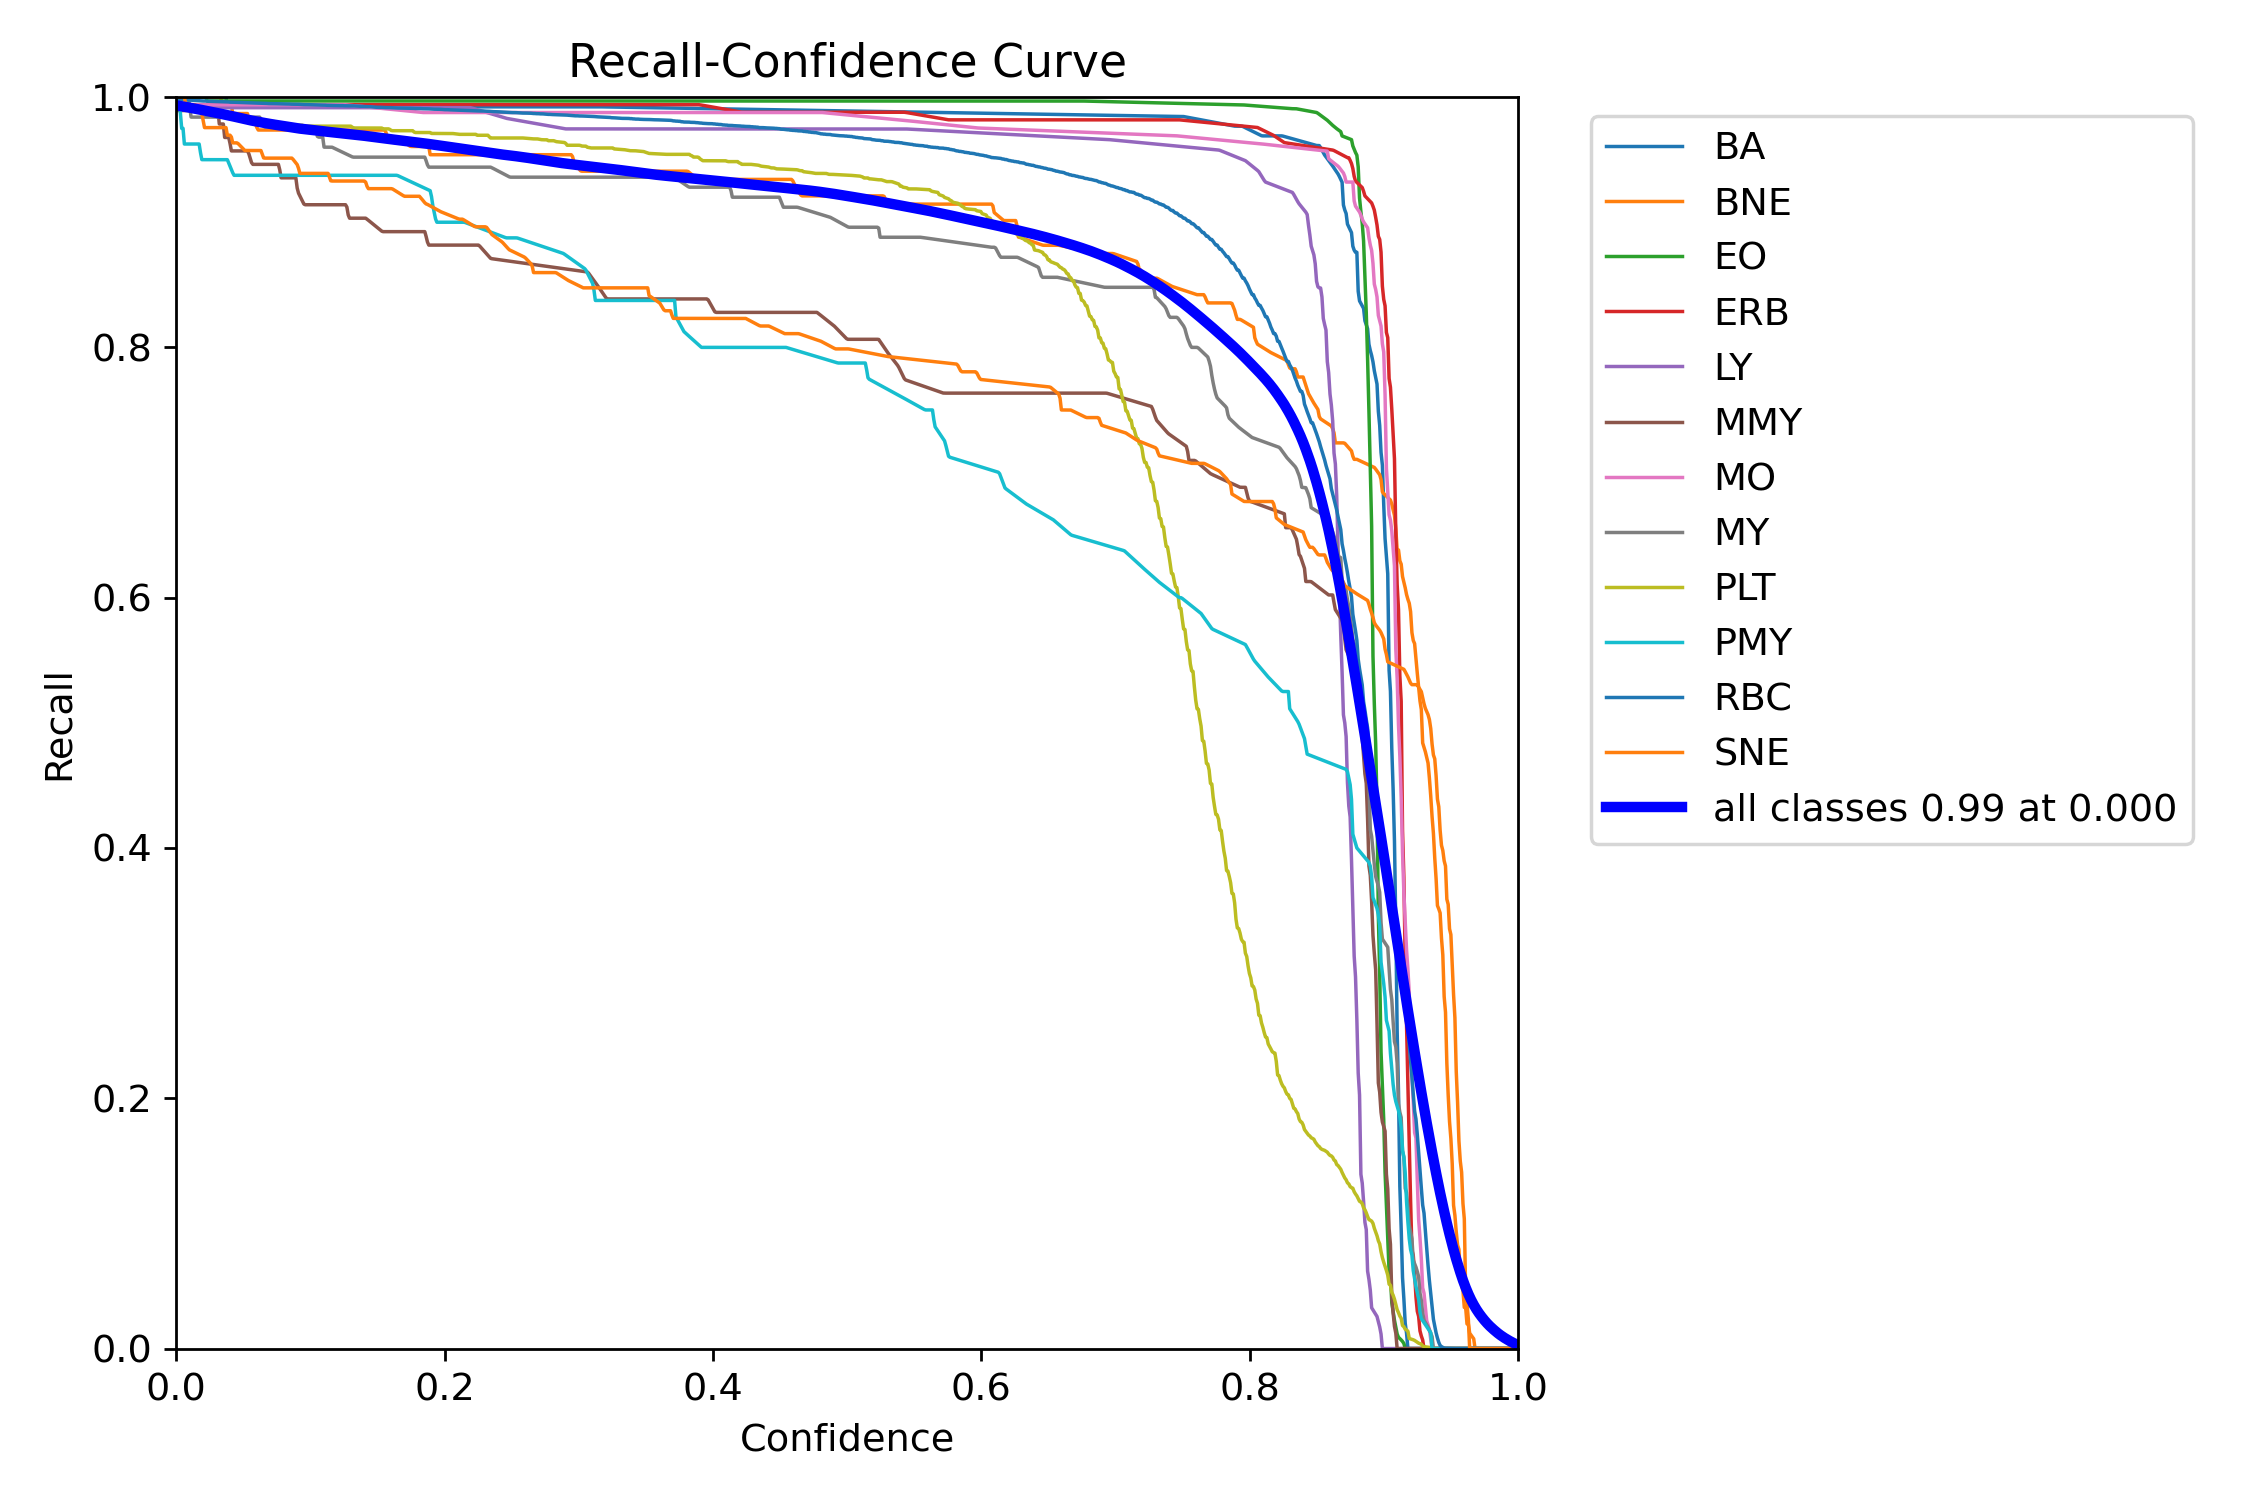 Recall-Confidence Curve
1.0
0.8
0.6
0.4
0.2
0.0
Recall
0.0 0.2 0.4 0.6 0.8 1.0
Confidence
BA
BNE
EO
ERB
LY
MMY
MO
MY
PLT
PMY
RBC
SNE
all classes 0.99 at 0.000